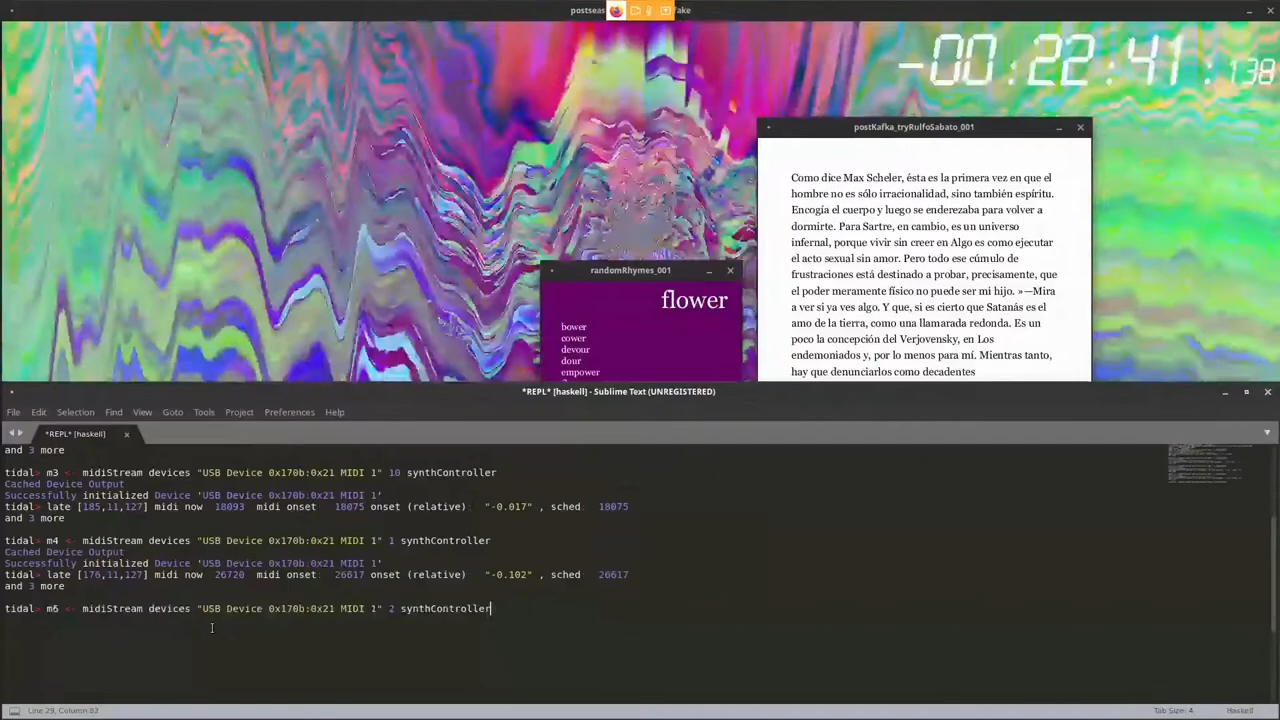 postseas
ake
-00:22:41:138
postKafka_tryRulfoSabato_001
Como dice Max Scheler, ésta es la primera vez en que el
hombre no es sólo irracionalidad, sino también espíritu.
Encogía el cuerpo y luego se enderezaba para volver a
dormirte. Para Sartre, en cambio, es un universo
infernal, porque vivir sin creer en Algo es como ejecutar
el acto sexual sin amor. Pero todo ese cúmulo de
frustraciones está destinado a probar, precisamente, que
el poder meramente físico no puede ser mi hijo. »—Mira
a ver si ya ves algo. Y que, si es cierto que Satanás es el
amo de la tierra, como una llamarada redonda. Es un
poco la concepción del Verjovensky, en Los
endemoniados y, por lo menos para mí. Mientras tanto,
hay que denunciarlos como decadentes
randomRhymes_001
flower
bower
cower
devour
dour
empower
*REPL* [haskell] - Sublime Text (UNREGISTERED)
File Edit Selection Find View Goto Tools Project Preferences Help
*REPL* [haskell]
and 3 more
tidal> m3 <- midiStream devices "USB Device 0x170b:0x21 MIDI 1" 10 synthController
Cached Device Output
Successfully initialized Device 'USB Device 0x170b:0x21 MIDI 1'
tidal> late [185,11,127] midi now  18093  midi onset:  18075 onset (relative):  "-0.017" , sched:  18075
and 3 more
tidal> m4 <- midiStream devices "USB Device 0x170b:0x21 MIDI 1" 1 synthController
Cached Device Output
Successfully initialized Device 'USB Device 0x170b:0x21 MIDI 1'
tidal> late [176,11,127] midi now  26720  midi onset:  26617 onset (relative):  "-0.102" , sched:  26617
and 3 more
tidal> m5 <- midiStream devices "USB Device 0x170b:0x21 MIDI 1" 2 synthController
Line 29, Column 82
Tab Size: 4
Haskell